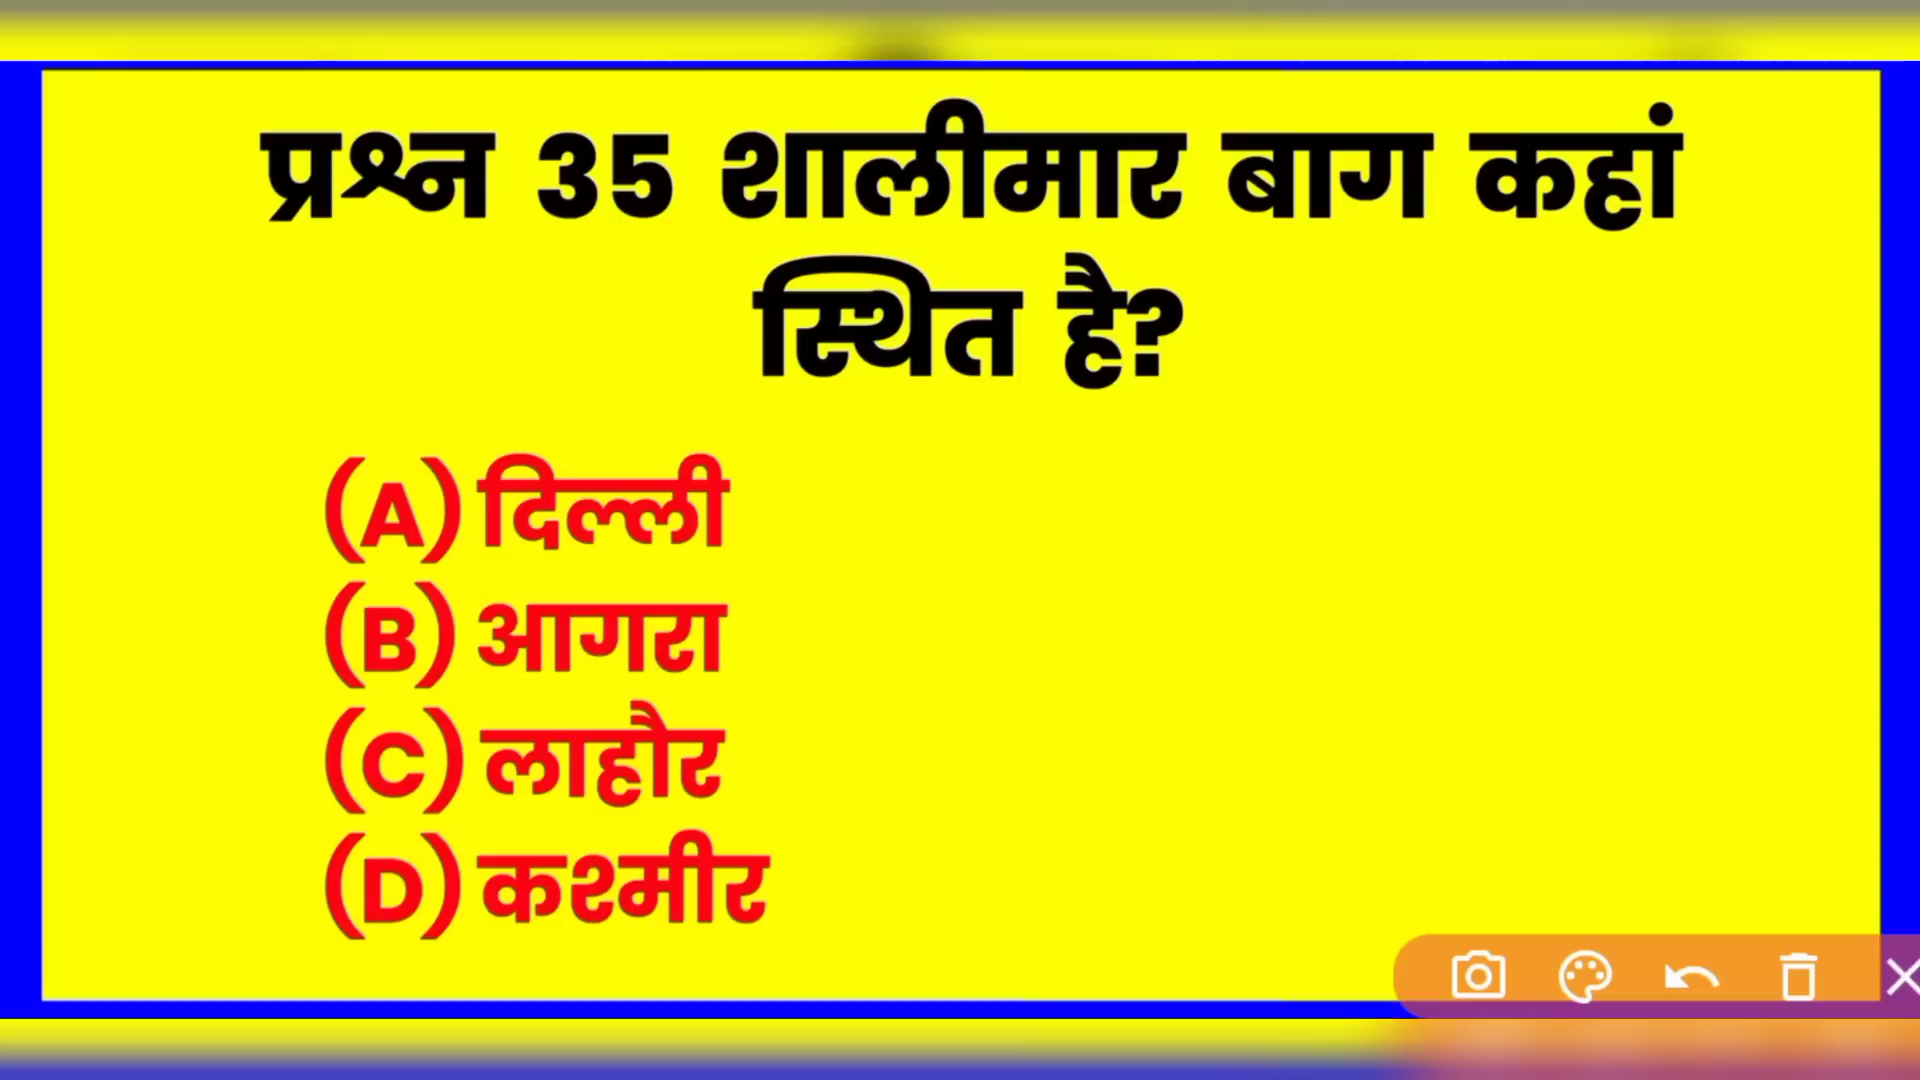 प्रश्न 35 शालीमार बाग कहां
स्थित है?
(A) दिल्ली
(B) आगरा
(C) लाहौर
(D) कश्मीर